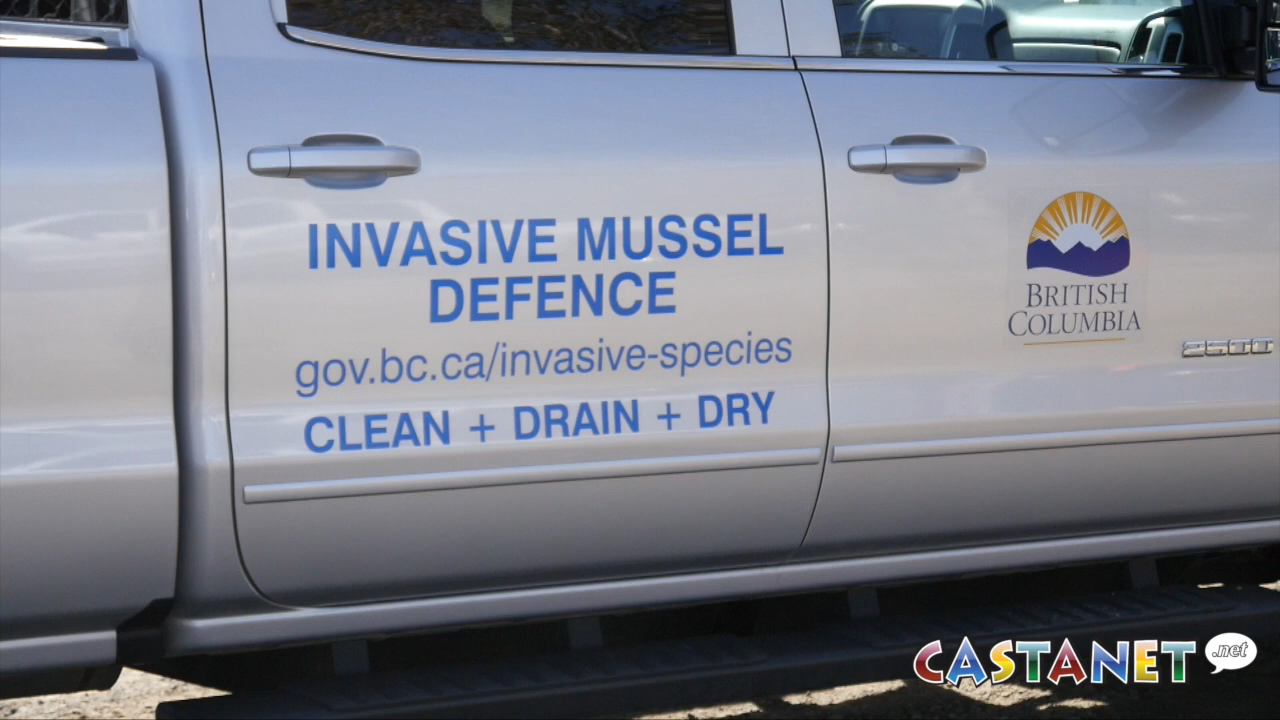 INVASIVE MUSSEL
DEFENCE
gov.bc.ca/invasive-species
CLEAN + DRAIN + DRY
BRITISH
COLUMBIA
2500
CASTANET .net